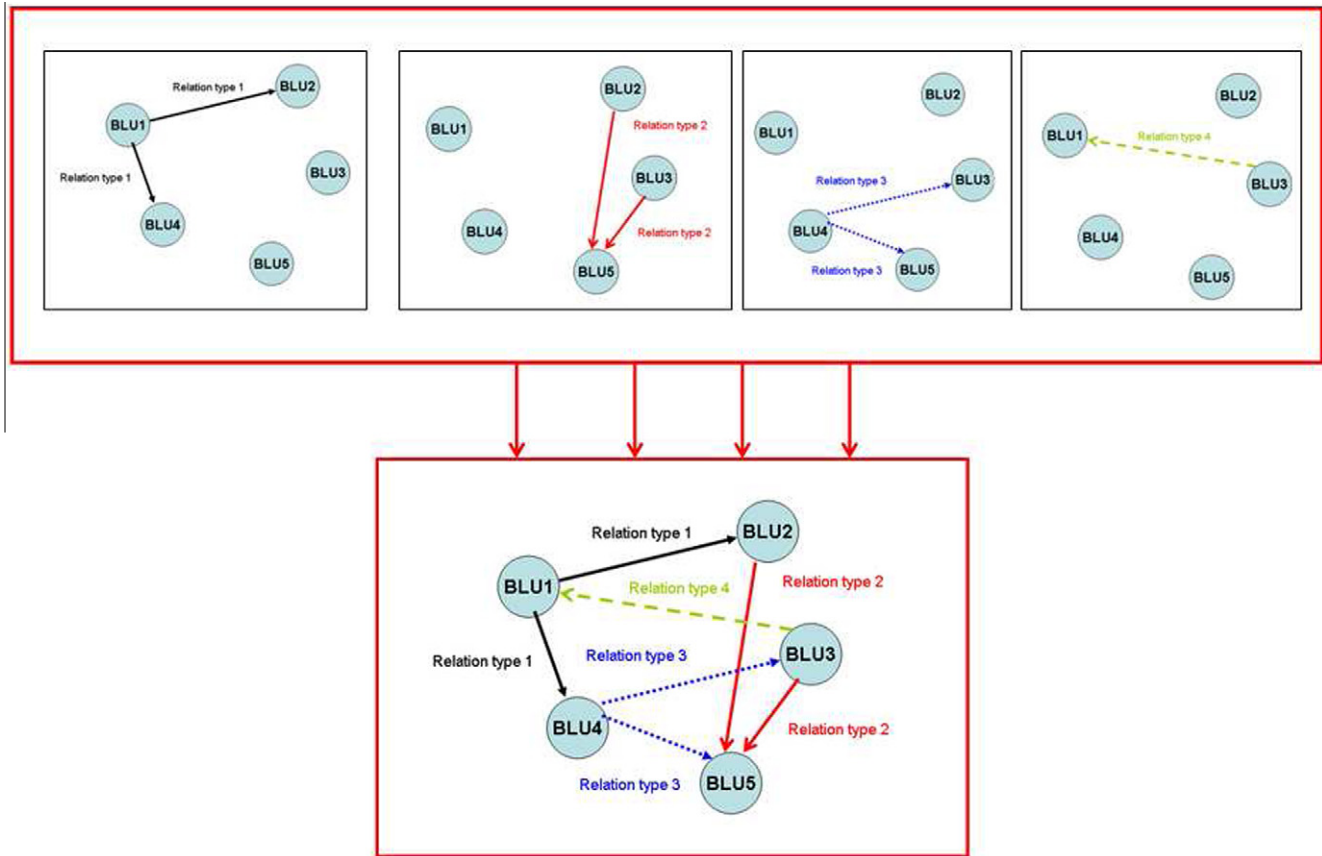 Relation type 1
BLU2
BLU1
Relation type 1
BLU3
BLU4
BLU5
BLU2
BLU1
Relation type 2
BLU3
BLU4
Relation type 2
BLU5
BLU2
BLU1
Relation type 3
BLU3
BLU4
Relation type 3
BLU5
BLU2
BLU1
Relation type 4
BLU3
BLU4
BLU5
Relation type 1
BLU2
BLU1
Relation type 4
Relation type 2
Relation type 1
Relation type 3
BLU3
BLU4
Relation type 2
Relation type 3
BLU5